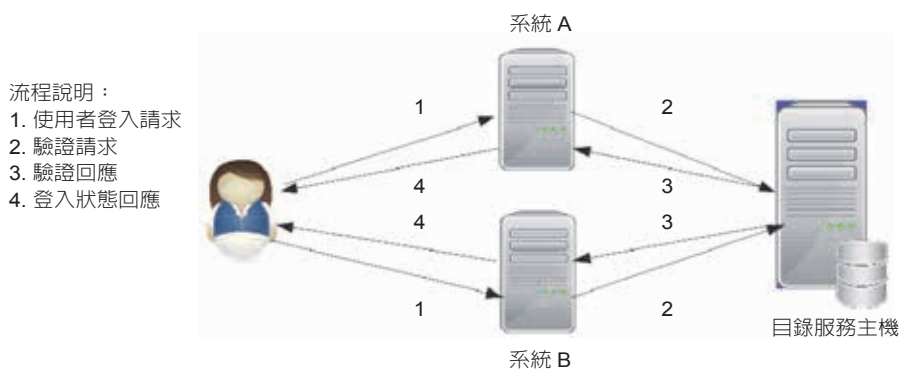 系統 A
流程說明：
1. 使用者登入請求
2. 驗證請求
3. 驗證回應
4. 登入狀態回應
1
2
4
3
4
3
1
2
目錄服務主機
系統 B